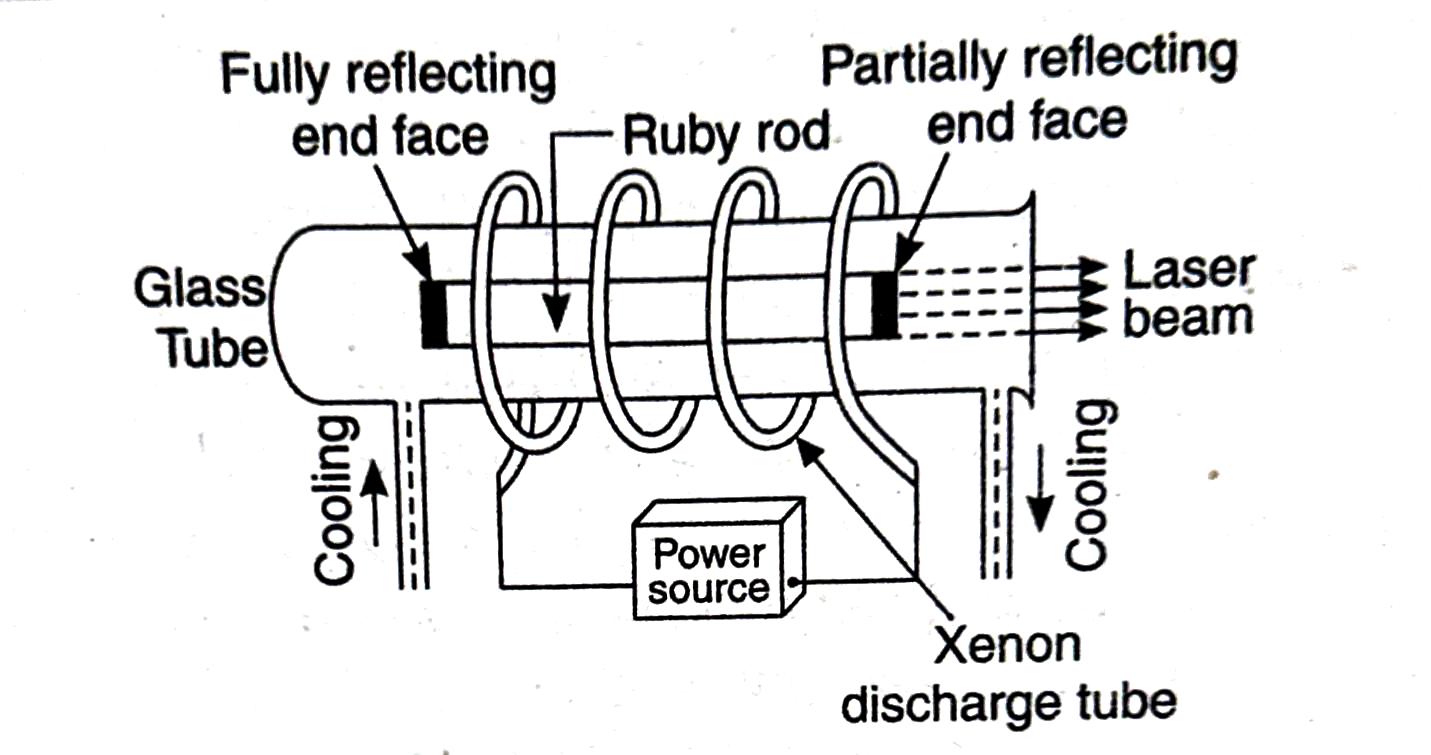 Fully reflecting
end face
Partially reflecting
end face
Ruby rod
Glass
Tube
Laser
beam
Cooling
Cooling
Power
source
Xenon
discharge tube